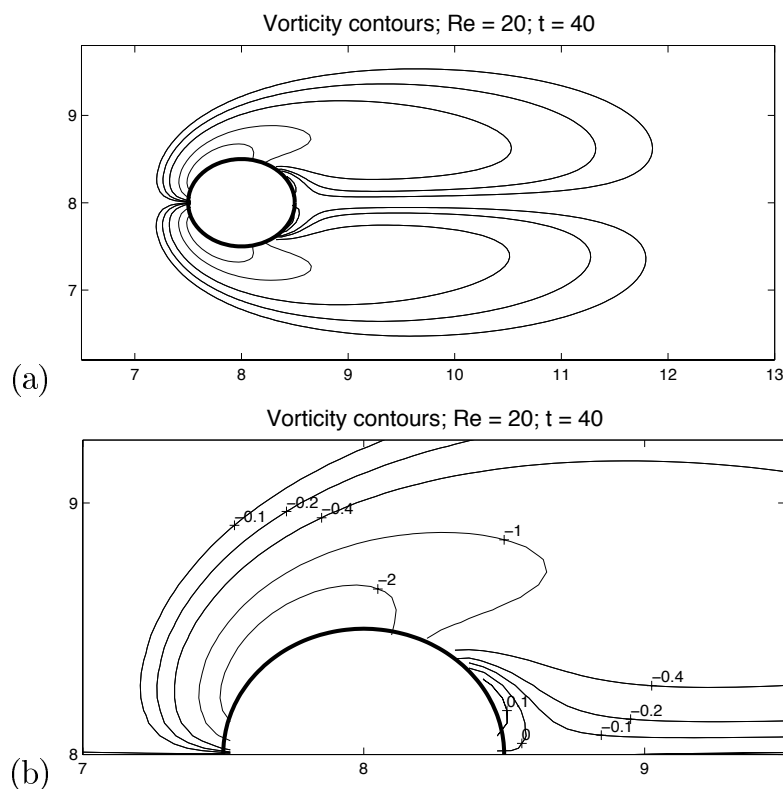 Vorticity contours; Re = 20; t = 40
9
8
7
7 8 9 10 11 12 13
(a)
Vorticity contours; Re = 20; t = 40
9
−0.1 −0.2 −0.4 −1
−2
−0.4
0.1 −0.2
0 −0.1
8
7 8 9
(b)